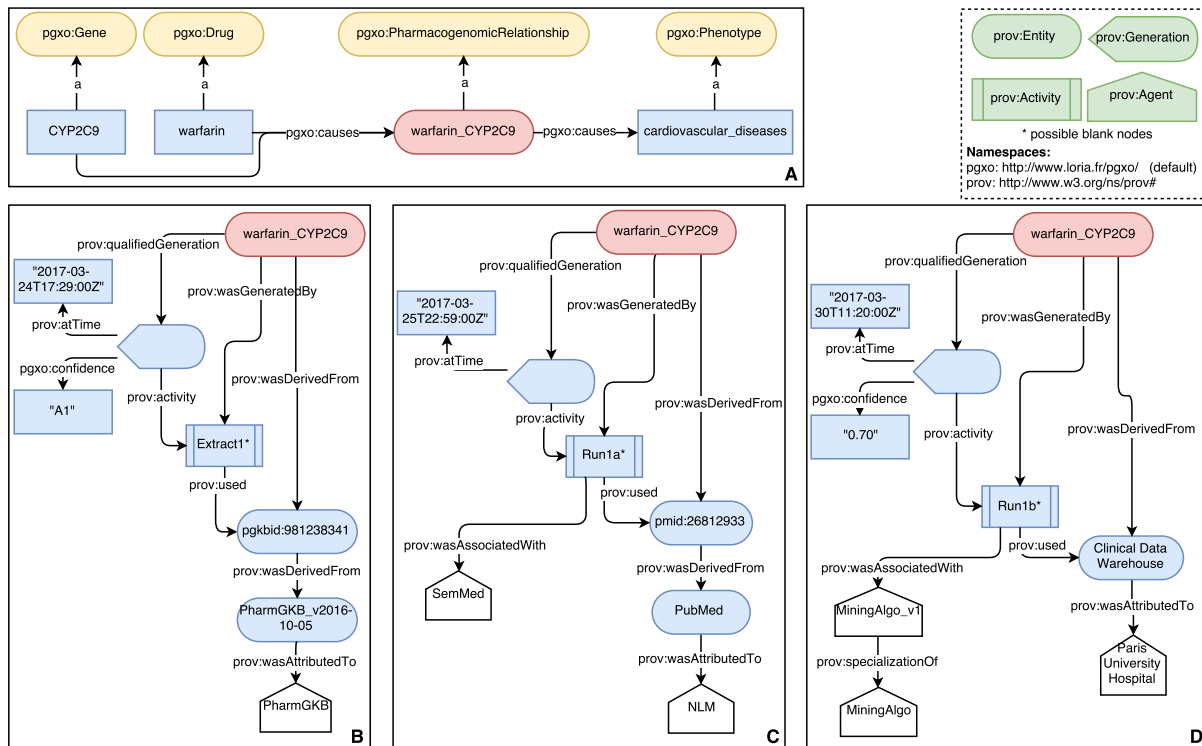 pgxo:Gene
pgxo:Drug
pgxo:PharmacogenomicRelationship
pgxo:Phenotype
a
a
a
a
CYP2C9
warfarin
pgxo:causes
warfarin_CYP2C9
pgxo:causes
cardiovascular_diseases
A
prov:Entity
prov:Generation
prov:Activity
prov:Agent
* possible blank nodes
Namespaces:
pgxo: http://www.loria.fr/pgxo/ (default)
prov: http://www.w3.org/ns/prov#
warfarin_CYP2C9
prov:qualifiedGeneration
"2017-03-
24T17:29:00Z"
prov:wasGeneratedBy
prov:atTime
pgxo:confidence
prov:wasDerivedFrom
"A1"
prov:activity
Extract1*
prov:used
pgkbid:981238341
prov:wasDerivedFrom
PharmGKB_v2016-
10-05
prov:wasAttributedTo
PharmGKB
B
warfarin_CYP2C9
prov:qualifiedGeneration
"2017-03-
25T22:59:00Z"
prov:wasGeneratedBy
prov:atTime
prov:wasDerivedFrom
prov:activity
Run1a*
prov:used
pmid:26812933
prov:wasAssociatedWith
prov:wasDerivedFrom
SemMed
PubMed
prov:wasAttributedTo
NLM
C
warfarin_CYP2C9
prov:qualifiedGeneration
"2017-03-
30T11:20:00Z"
prov:wasGeneratedBy
prov:atTime
pgxo:confidence
"0.70"
prov:activity
prov:wasDerivedFrom
Run1b*
prov:used
Clinical Data
Warehouse
prov:wasAssociatedWith
MiningAlgo_v1
prov:wasAttributedTo
prov:specializationOf
Paris
University
Hospital
MiningAlgo
D